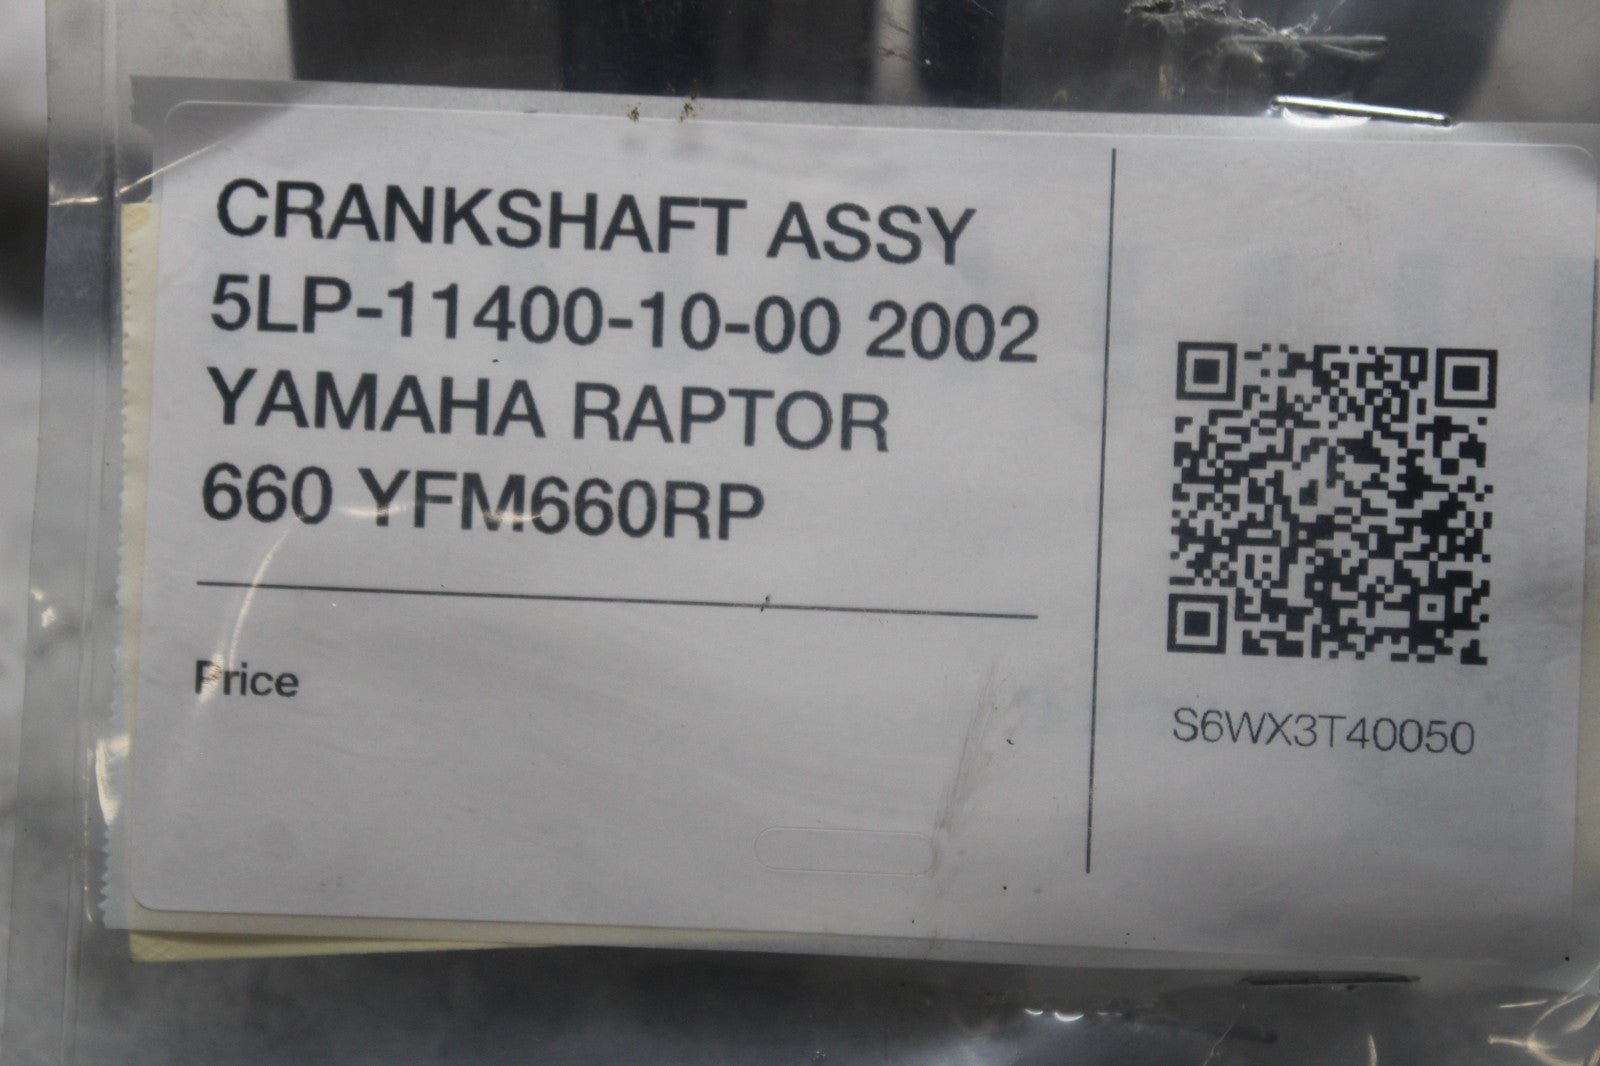 CRANKSHAFT ASSY
5LP-11400-10-00 2002
YAMAHA RAPTOR
660 YFM660RP
Price
S6WX3T40050